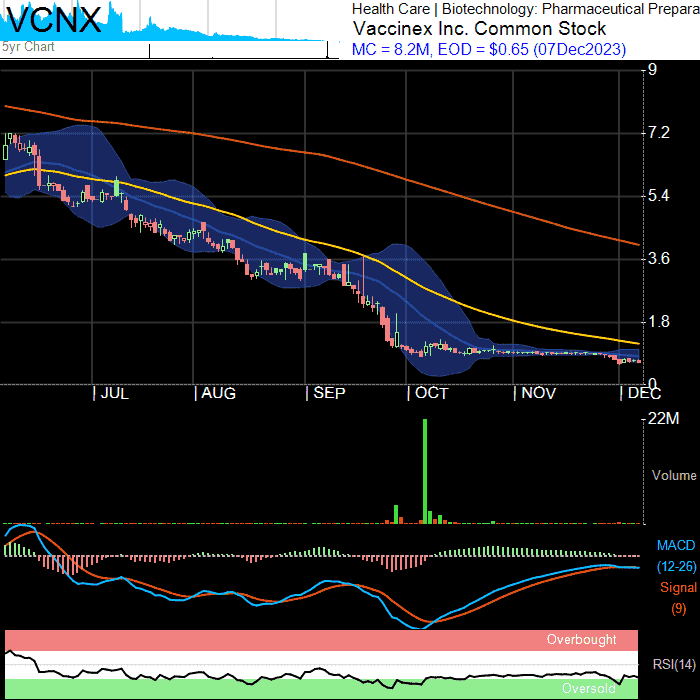 VCNX
5yr Chart
Health Care | Biotechnology: Pharmaceutical Prepara
Vaccinex Inc. Common Stock
MC = 8.2M, EOD = $0.65 (07Dec2023)
9
7.2
5.4
3.6
1.8
0
JUL
AUG
SEP
OCT
NOV
DEC
22M
Volume
MACD
(12-26)
Signal
(9)
Overbought
RSI(14)
Oversold